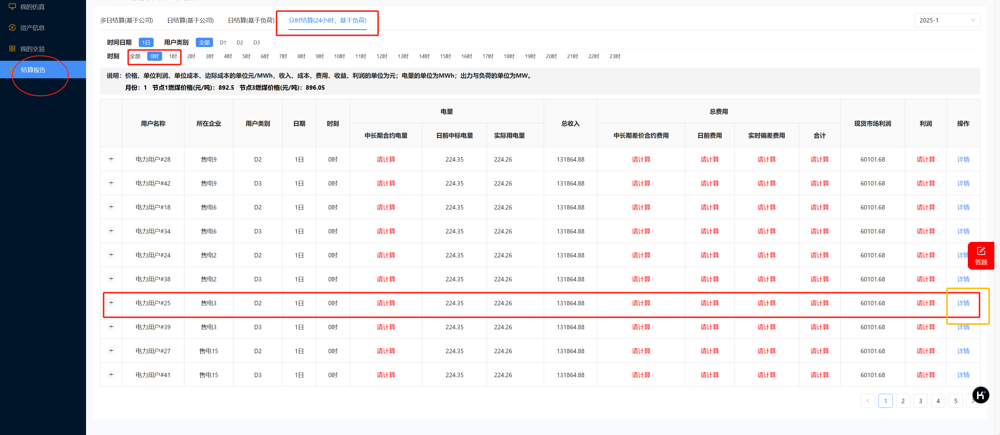 我的仿真
资产信息
我的交易
结算报告
多日结算(基于公司) 日结算(基于公司) 日结算(基于负荷) 分时结算(24小时，基于负荷) 2025-1
时间日期 1日 用户类别 全部 D1 D2 D3
时刻 全部 0时 1时 2时 3时 4时 5时 6时 7时 8时 9时 10时 11时 12时 13时 14时 15时 16时 17时 18时 19时 20时 21时 22时 23时
说明：价格、单位利润、单位成本、边际成本的单位元/MWh，收入、成本、费用、收益、利润的单位为元；电量的单位为MWh；出力与负荷的单位为MW。
月份：1 节点1燃煤价格(元/吨)：892.5 节点3燃煤价格(元/吨)：896.05
用户名称 所在企业 用户类别 日期 时刻 电量 总收入 总费用 现货市场利润 利润 操作
中长期合约电量 日前中标电量 实际用电量 中长期差价合约费用 日前费用 实时偏差费用 合计
电力用户#28 售电9 D2 1日 0时 请计算 224.35 224.26 131864.88 请计算 请计算 请计算 请计算 60101.68 请计算 详情
电力用户#42 售电9 D3 1日 0时 请计算 224.35 224.26 131864.88 请计算 请计算 请计算 请计算 60101.68 请计算 详情
电力用户#18 售电6 D2 1日 0时 请计算 224.35 224.26 131864.88 请计算 请计算 请计算 请计算 60101.68 请计算 详情
电力用户#34 售电6 D3 1日 0时 请计算 224.35 224.26 131864.88 请计算 请计算 请计算 请计算 60101.68 请计算 详情
电力用户#24 售电2 D2 1日 0时 请计算 224.35 224.26 131864.88 请计算 请计算 请计算 请计算 60101.68 请计算 详情
答题
电力用户#38 售电2 D3 1日 0时 请计算 224.35 224.26 131864.88 请计算 请计算 请计算 请计算 60101.68 请计算 详情
电力用户#25 售电3 D2 1日 0时 请计算 224.35 224.26 131864.88 请计算 请计算 请计算 请计算 60101.68 请计算 详情
电力用户#39 售电3 D3 1日 0时 请计算 224.35 224.26 131864.88 请计算 请计算 请计算 请计算 60101.68 请计算 详情
电力用户#27 售电15 D2 1日 0时 请计算 224.35 224.26 131864.88 请计算 请计算 请计算 请计算 60101.68 请计算 详情
电力用户#41 售电15 D3 1日 0时 请计算 224.35 224.26 131864.88 请计算 请计算 请计算 请计算 60101.68 请计算 详情
< 1 2 3 4 5 >
K